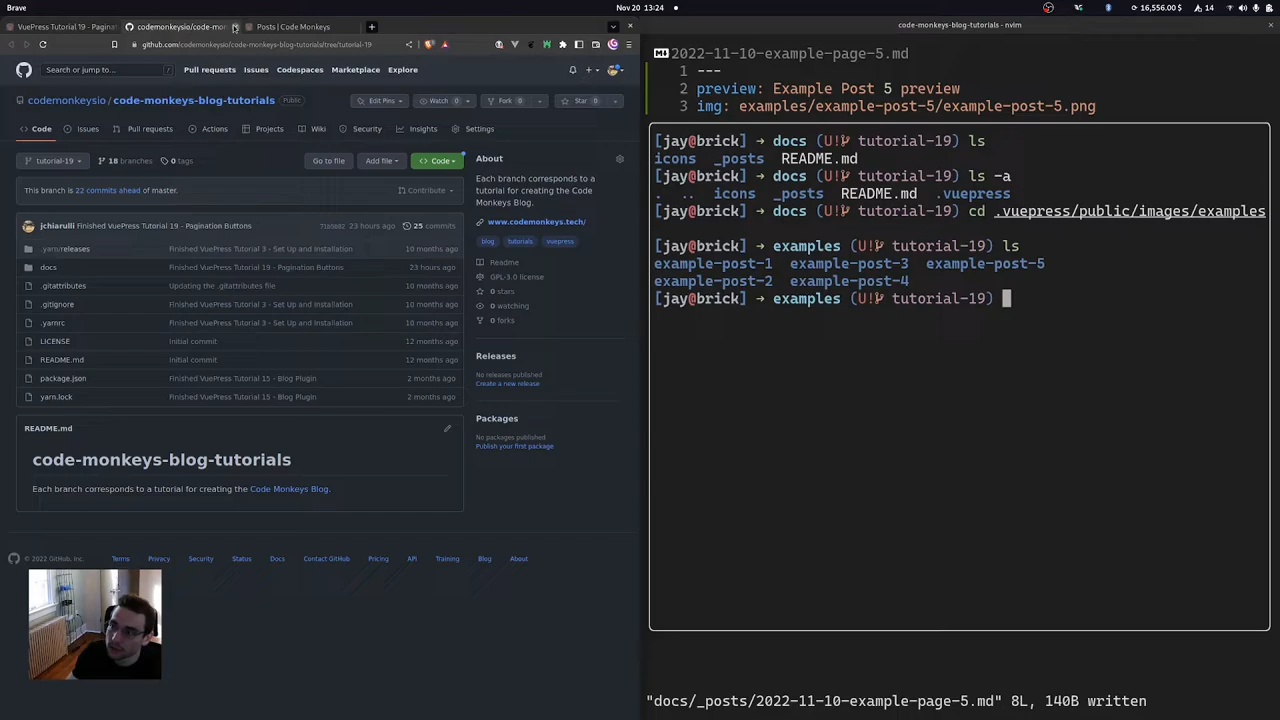 Brave
Nov 20 13:24
16,556.00
14
VuePress Tutorial 19 - Pagina
codemonkeysio/code-mon
Posts | Code Monkeys
github.com/codemonkeysio/code-monkeys-blog-tutorials/tree/tutorial-19
Search or jump to...
/
Pull requests
Issues
Codespaces
Marketplace
Explore
codemonkeysio/code-monkeys-blog-tutorials
Public
Edit Pins
Watch 0
Fork 0
Star 0
Code
Issues
Pull requests
Actions
Projects
Wiki
Security
Insights
Settings
tutorial-19
18 branches
0 tags
Go to file
Add file
Code
This branch is 22 commits ahead of master.
Contribute
jchiarulli Finished VuePress Tutorial 19 - Pagination Buttons
23 hours ago
25 commits
.yarn/releases Finished VuePress Tutorial 3 - Set Up and Installation 10 months ago
docs Finished VuePress Tutorial 19 - Pagination Buttons 23 hours ago
.gitattributes Updating the .gitattributes file 10 months ago
.gitignore Finished VuePress Tutorial 3 - Set Up and Installation 10 months ago
.yarnrc Finished VuePress Tutorial 3 - Set Up and Installation 10 months ago
LICENSE Initial commit 12 months ago
README.md Initial commit 12 months ago
package.json Finished VuePress Tutorial 15 - Blog Plugin 2 months ago
yarn.lock Finished VuePress Tutorial 15 - Blog Plugin 2 months ago
README.md
code-monkeys-blog-tutorials
Each branch corresponds to a tutorial for creating the Code Monkeys Blog.
About
Each branch corresponds to a
tutorial for creating the Code
Monkeys Blog.
www.codemonkeys.tech/
blog
tutorials
vuepress
Readme
GPL-3.0 license
0 stars
0 watching
0 forks
Releases
No releases published
Create a new release
Packages
No packages published
Publish your first package
© 2022 GitHub, Inc.
Terms
Privacy
Security
Status
Docs
Contact GitHub
Pricing
API
Training
Blog
About
code-monkeys-blog-tutorials - nvim
2022-11-10-example-page-5.md
1 ---
2 preview: Example Post 5 preview
3 img: examples/example-post-5/example-post-5.png
[jay@brick] → docs (U! tutorial-19) ls
icons _posts README.md
[jay@brick] → docs (U! tutorial-19) ls -a
. .. icons _posts README.md .vuepress
[jay@brick] → docs (U! tutorial-19) cd .vuepress/public/images/examples
[jay@brick] → examples (U! tutorial-19) ls
example-post-1 example-post-3 example-post-5
example-post-2 example-post-4
[jay@brick] → examples (U! tutorial-19)
"docs/_posts/2022-11-10-example-page-5.md" 8L, 140B written